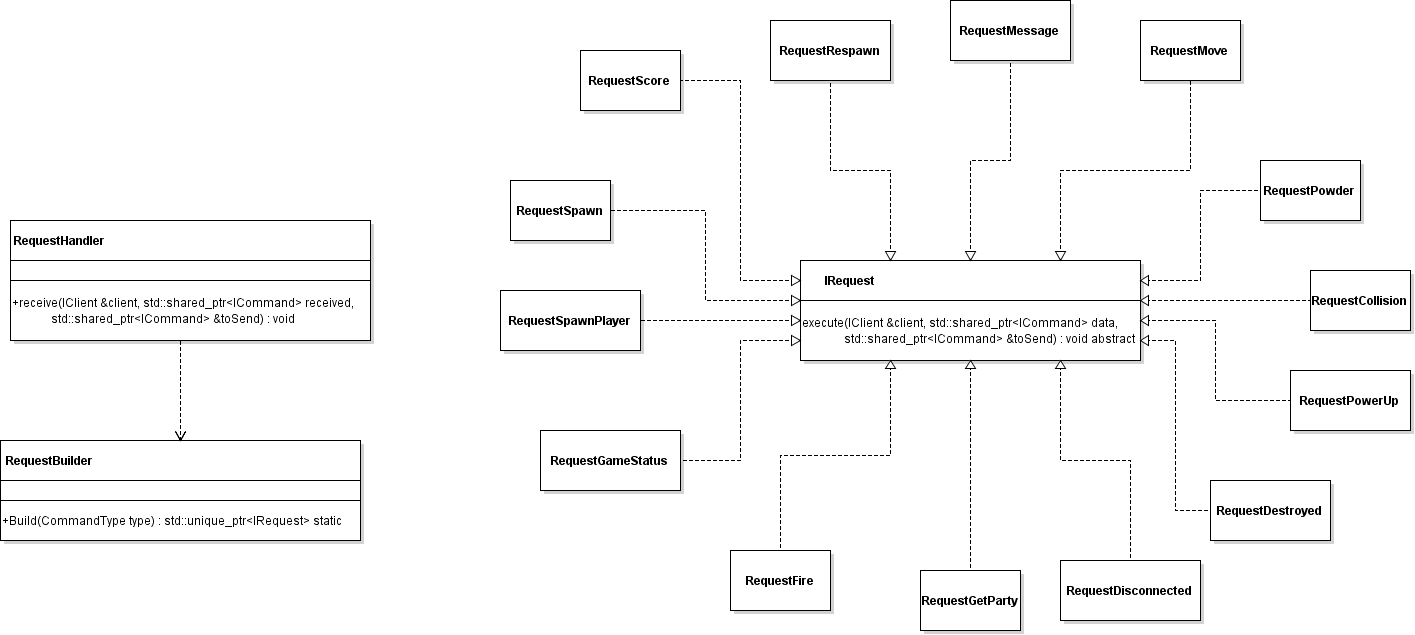 RequestMessage
RequestRespawn
RequestMove
RequestScore
RequestPowder
RequestSpawn
RequestHandler
+receive(IClient &client, std::shared_ptr<ICommand> received,
std::shared_ptr<ICommand> &toSend) : void
IRequest
execute(IClient &client, std::shared_ptr<ICommand> data,
std::shared_ptr<ICommand> &toSend) : void abstract
RequestCollision
RequestSpawnPlayer
RequestPowerUp
RequestBuilder
+Build(CommandType type) : std::unique_ptr<IRequest> static
RequestGameStatus
RequestDestroyed
RequestFire
RequestGetParty
RequestDisconnected